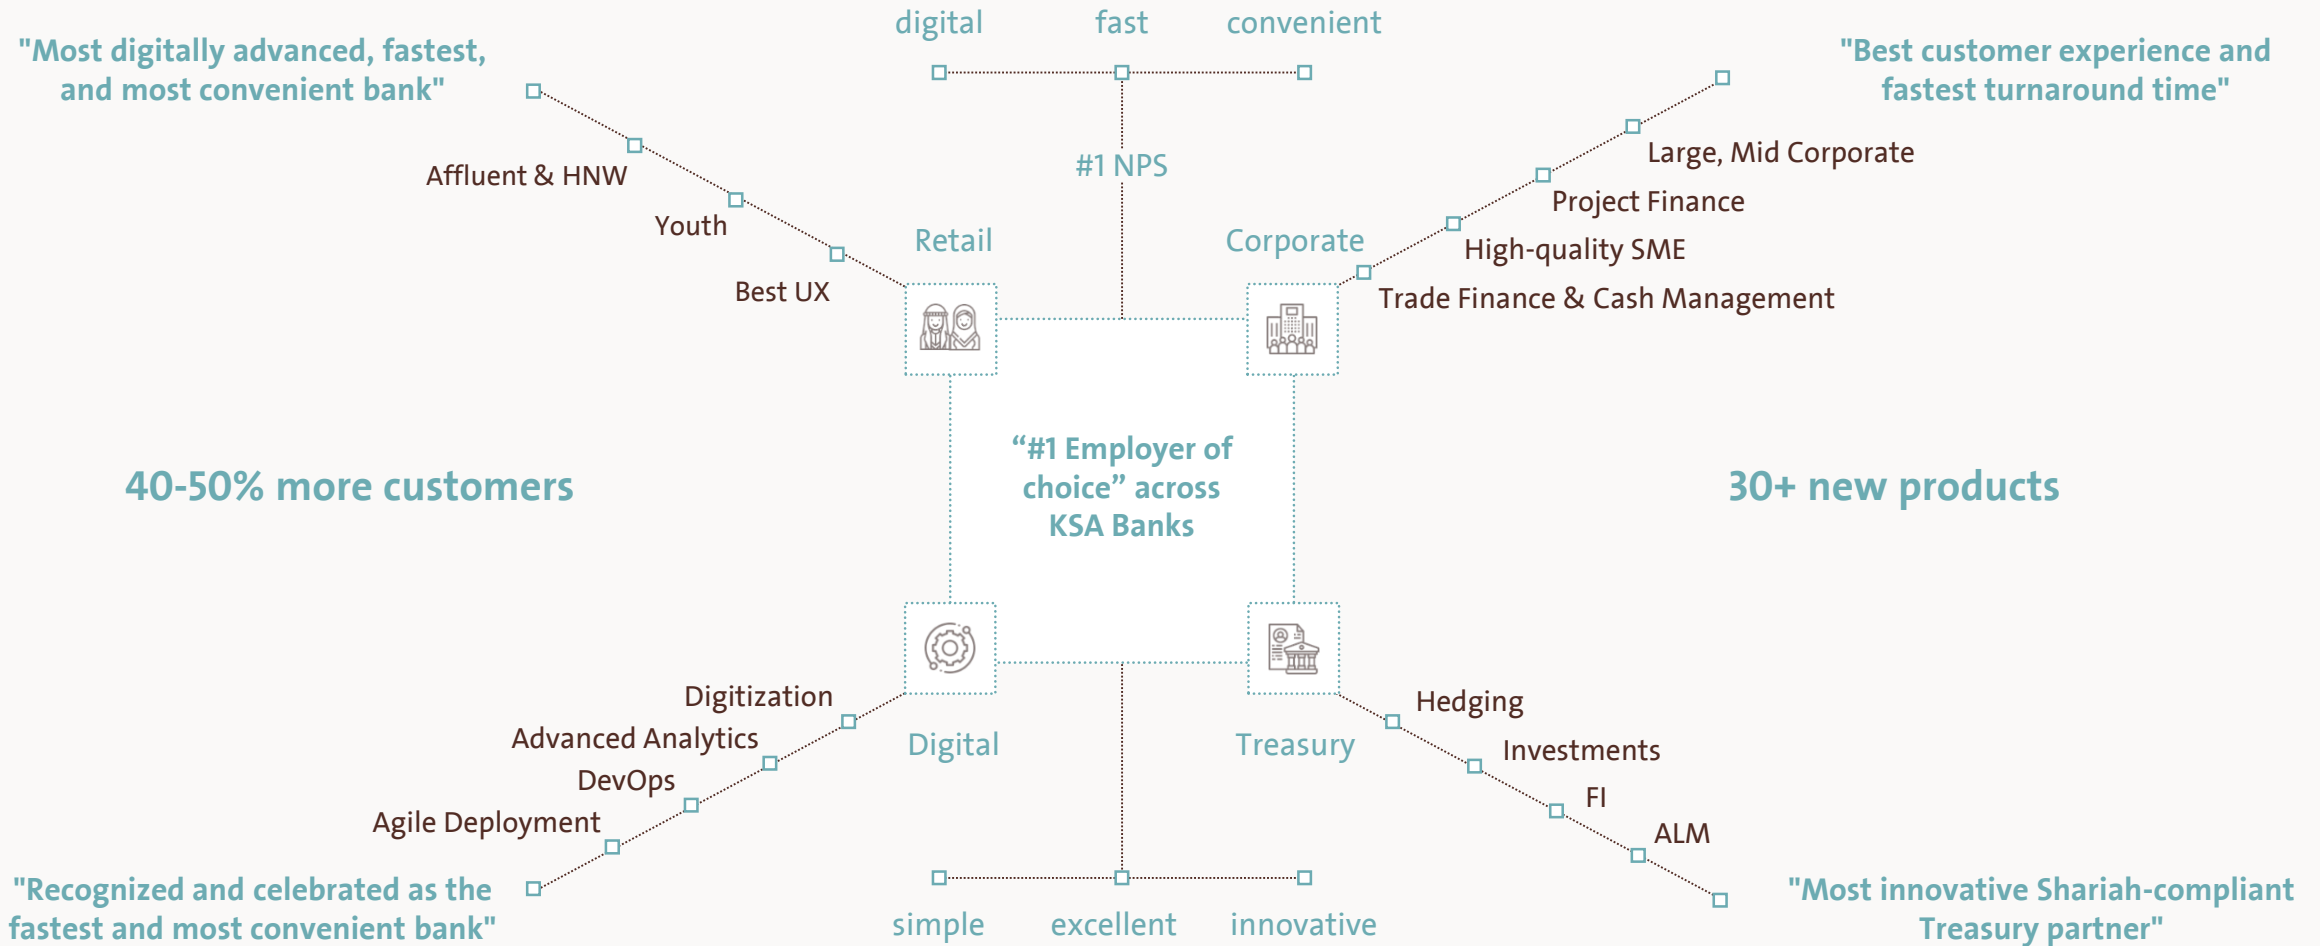 digital
fast
convenient
"Most digitally advanced, fastest,
and most convenient bank"
"Best customer experience and
fastest turnaround time"
#1 NPS
Affluent & HNW
Youth
Best UX
Retail
Corporate
Large, Mid Corporate
Project Finance
High-quality SME
Trade Finance & Cash Management
40-50% more customers
“#1 Employer of
choice” across
KSA Banks
30+ new products
Digitization
Advanced Analytics
DevOps
Agile Deployment
Digital
Treasury
Hedging
Investments
FI
ALM
"Recognized and celebrated as the
fastest and most convenient bank"
simple
excellent
innovative
"Most innovative Shariah-compliant
Treasury partner"